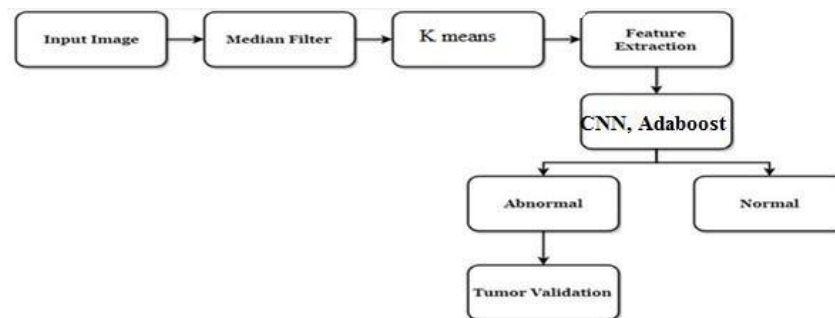 Input Image
Median Filter
K means
Feature
Extraction
CNN, Adaboost
Abnormal
Normal
Tumor Validation